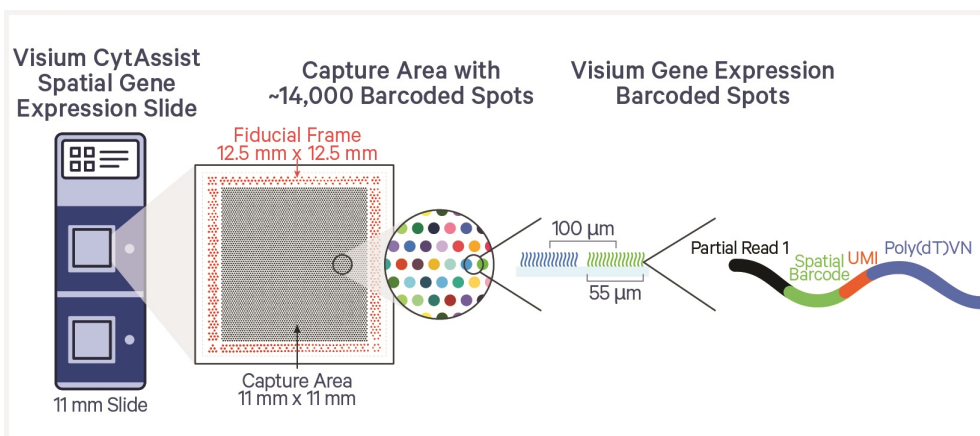 Visium CytAssist
Spatial Gene
Expression Slide
Capture Area with
~14,000 Barcoded Spots
Visium Gene Expression
Barcoded Spots
Fiducial Frame
12.5 mm x 12.5 mm
100 μm
55 μm
Partial Read 1
Spatial
Barcode
UMI
Poly(dT)VN
Capture Area
11 mm x 11 mm
11 mm Slide